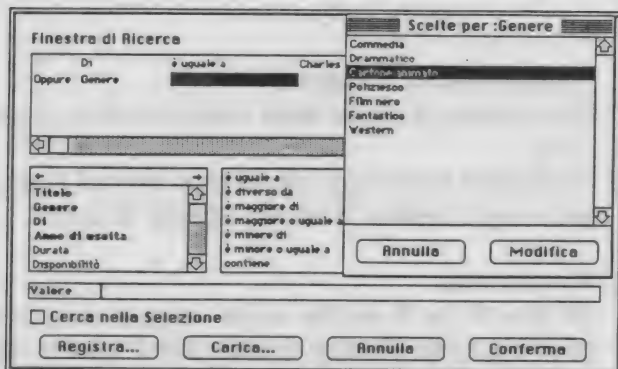 Finestra di Ricerca
Di è uguale a Charles
Oppure Genere
←
→
Titolo
Genere
Di
Anno di uscita
Durata
Disponibilità
è uguale a
è diverso da
è maggiore di
è maggiore o uguale a
è minore di
è minore o uguale a
contiene
Valore
Cerca nella Selezione
Registra... Carica... Annulla Conferma
Scelte per :Genere
Commedia
Drammatico
Cartone animato
Poliziesco
Film nero
Fantastico
Western
Annulla Modifica